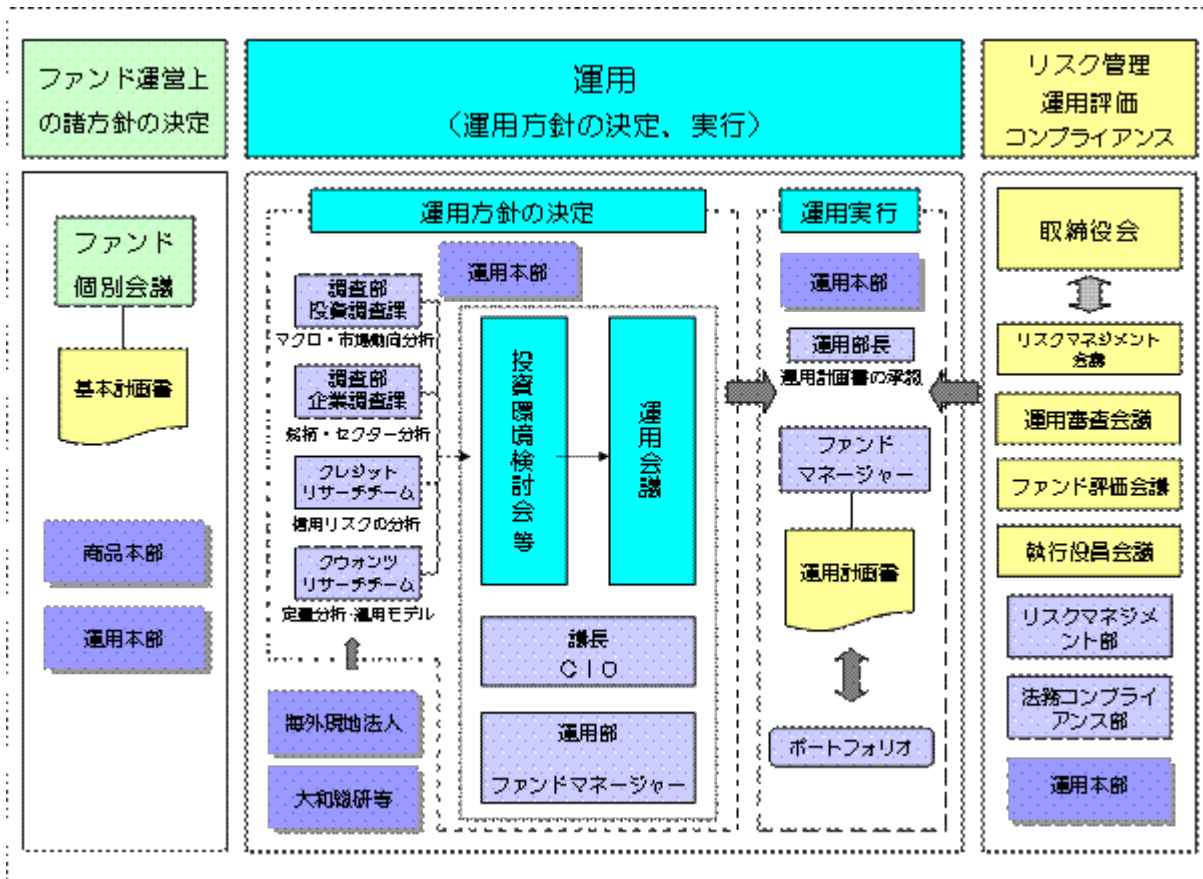 ファンド運営上
の諸方針の決定
運用
(運用方針の決定、実行)
リスク管理
運用評価
コンプライアンス
ファンド
個別会議
基本計画書
商品本部
運用本部
運用方針の決定
運用本部
調査部
投資調査課
マクロ・市場動向分析
調査部
企業調査課
銘柄・セクター分析
クレジット
リサーチチーム
信用リスクの分析
クウォンツ
リサーチチーム
定量分析・運用モデル
海外現地法人
大和総研等
投資環境検討会等
運用会議
議長
CIO
運用部
ファンドマネージャー
運用実行
運用本部
運用部長
運用計画書の承認
ファンド
マネージャー
運用計画書
ポートフォリオ
取締役会
リスクマネジメント
会議
運用審査会議
ファンド評価会議
執行役員会議
リスクマネジメ
ント部
法務コンプライ
アンス部
運用本部